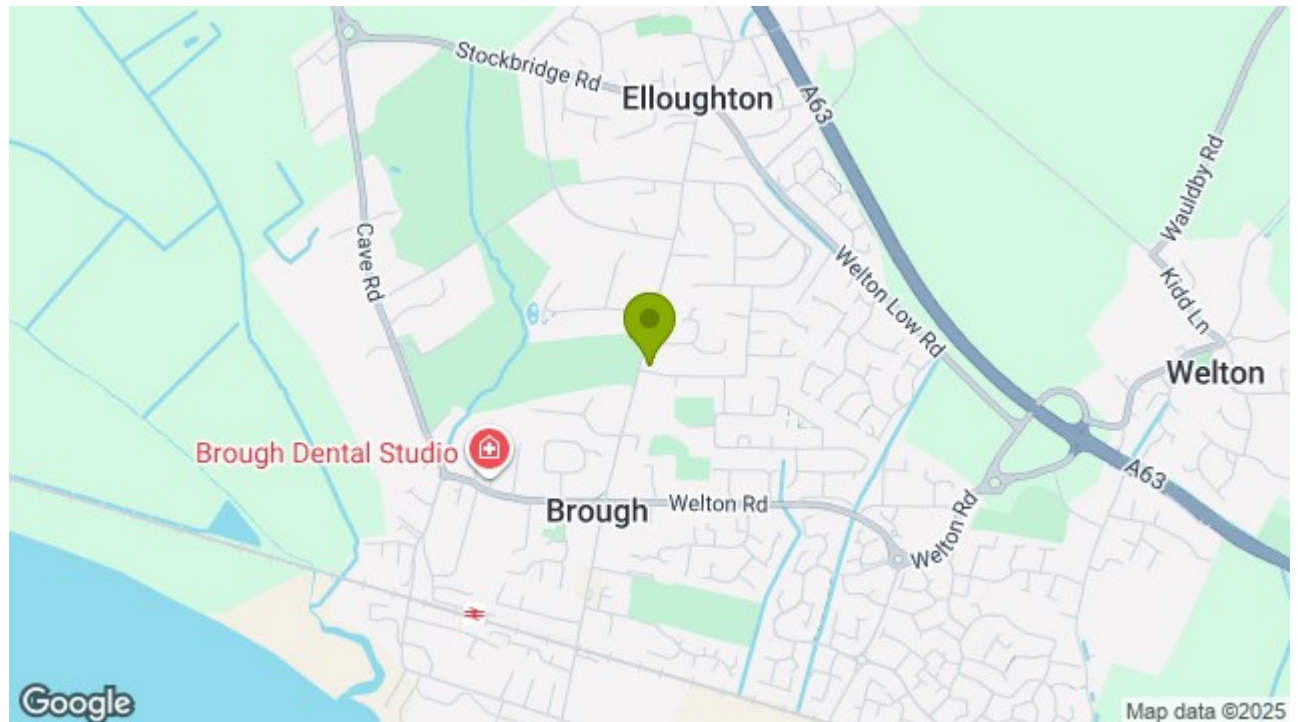 Stockbridge Rd
Elloughton
A63
Wauldby Rd
Cave Rd
Kidd Ln
Welton Low Rd
Welton
Brough Dental Studio
A63
Brough
Welton Rd
Welton Rd
Google
Map data ©2025